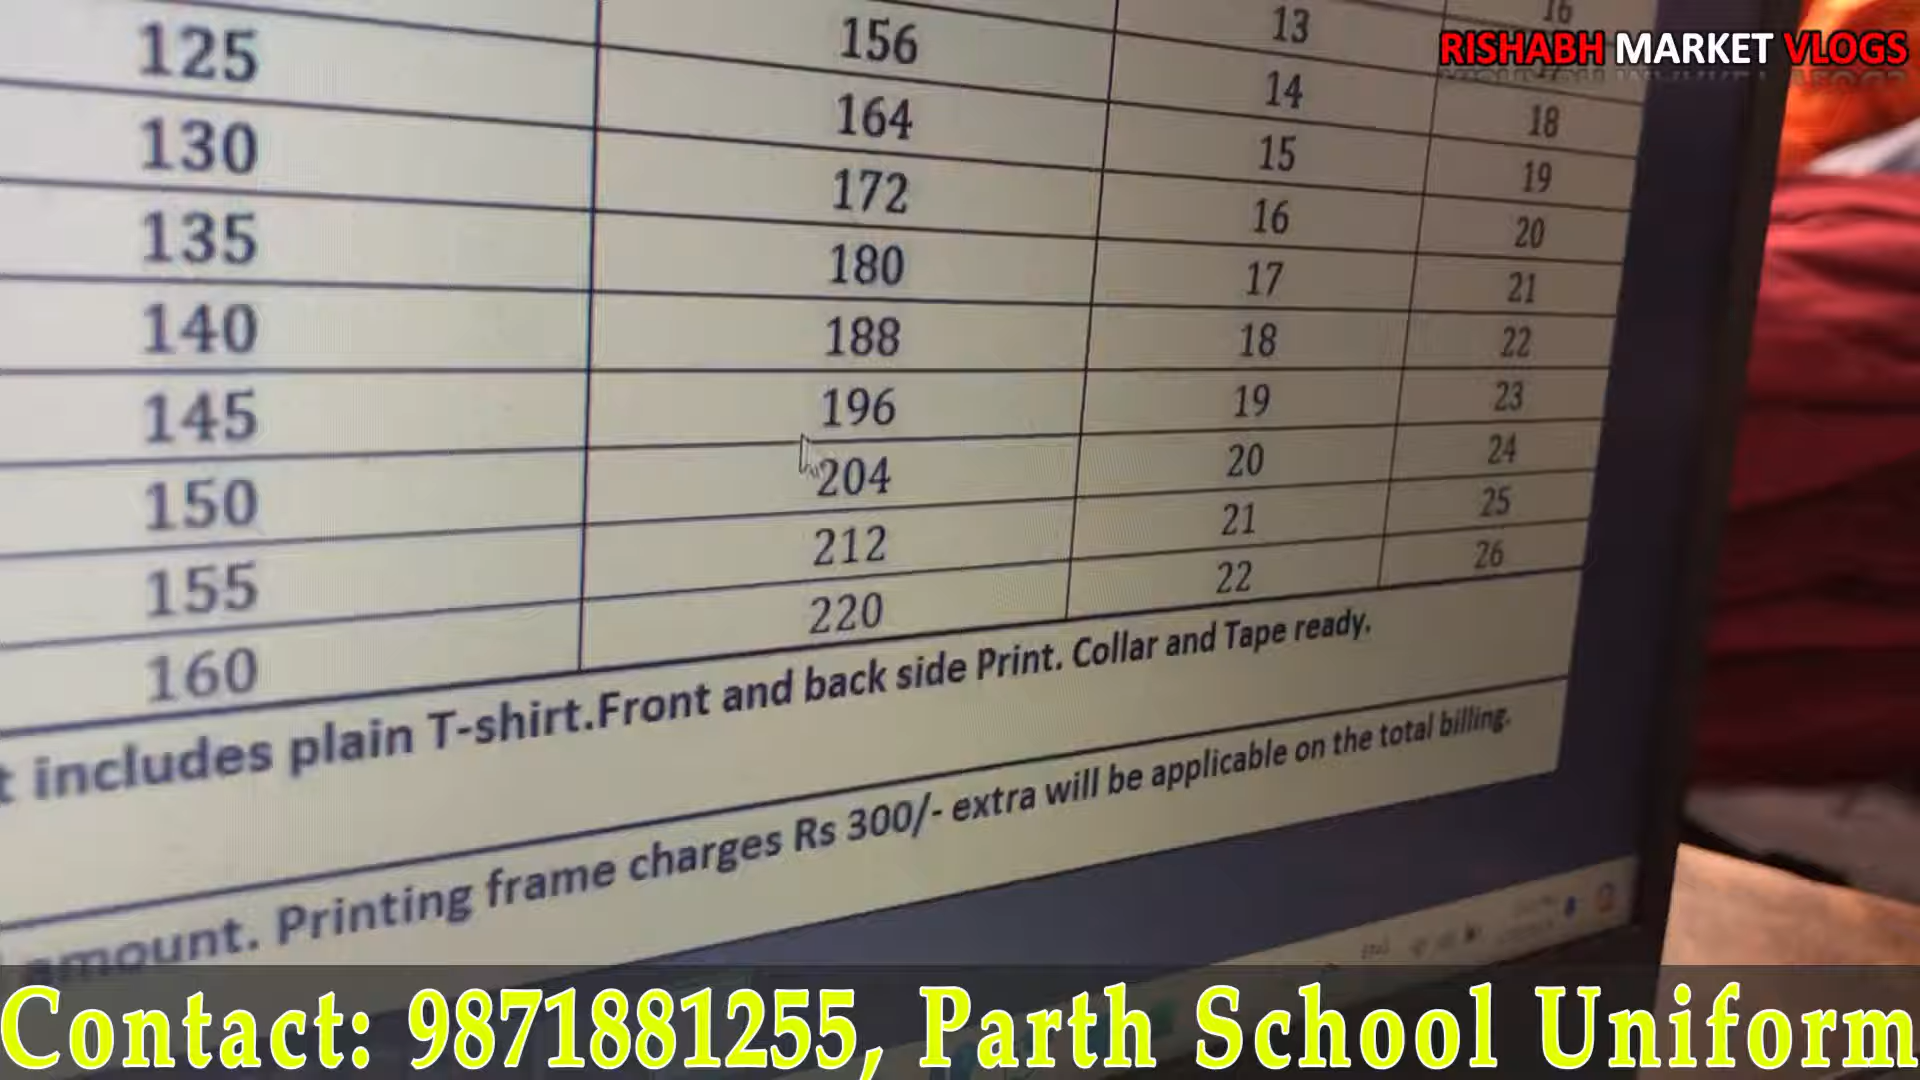 RISHABH MARKET VLOGS
16
125 156 13
14 18
130 164 15 19
135 172 16 20
140 180 17 21
145 188 18 22
150 196 19 23
155 204 20 24
160 212 21 25
220 22 26
includes plain T-shirt.Front and back side Print. Collar and Tape ready.
amount. Printing frame charges Rs 300/- extra will be applicable on the total billing.
Contact: 9871881255, Parth School Uniform